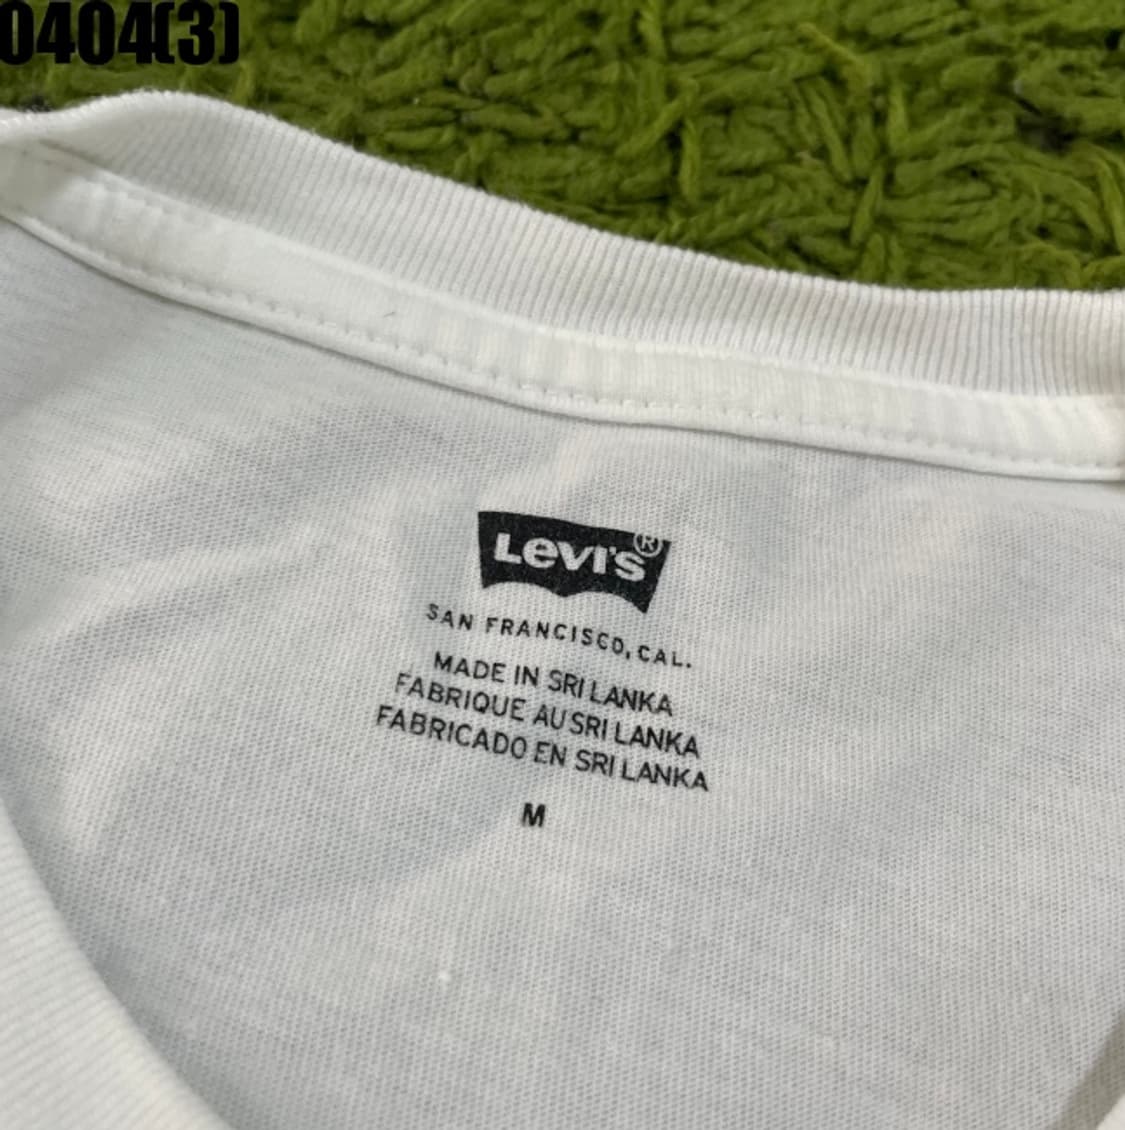 0404(3)
Levi's®
SAN FRANCISCO, CAL.
MADE IN SRI LANKA
FABRIQUE AU SRI LANKA
FABRICADO EN SRI LANKA
M